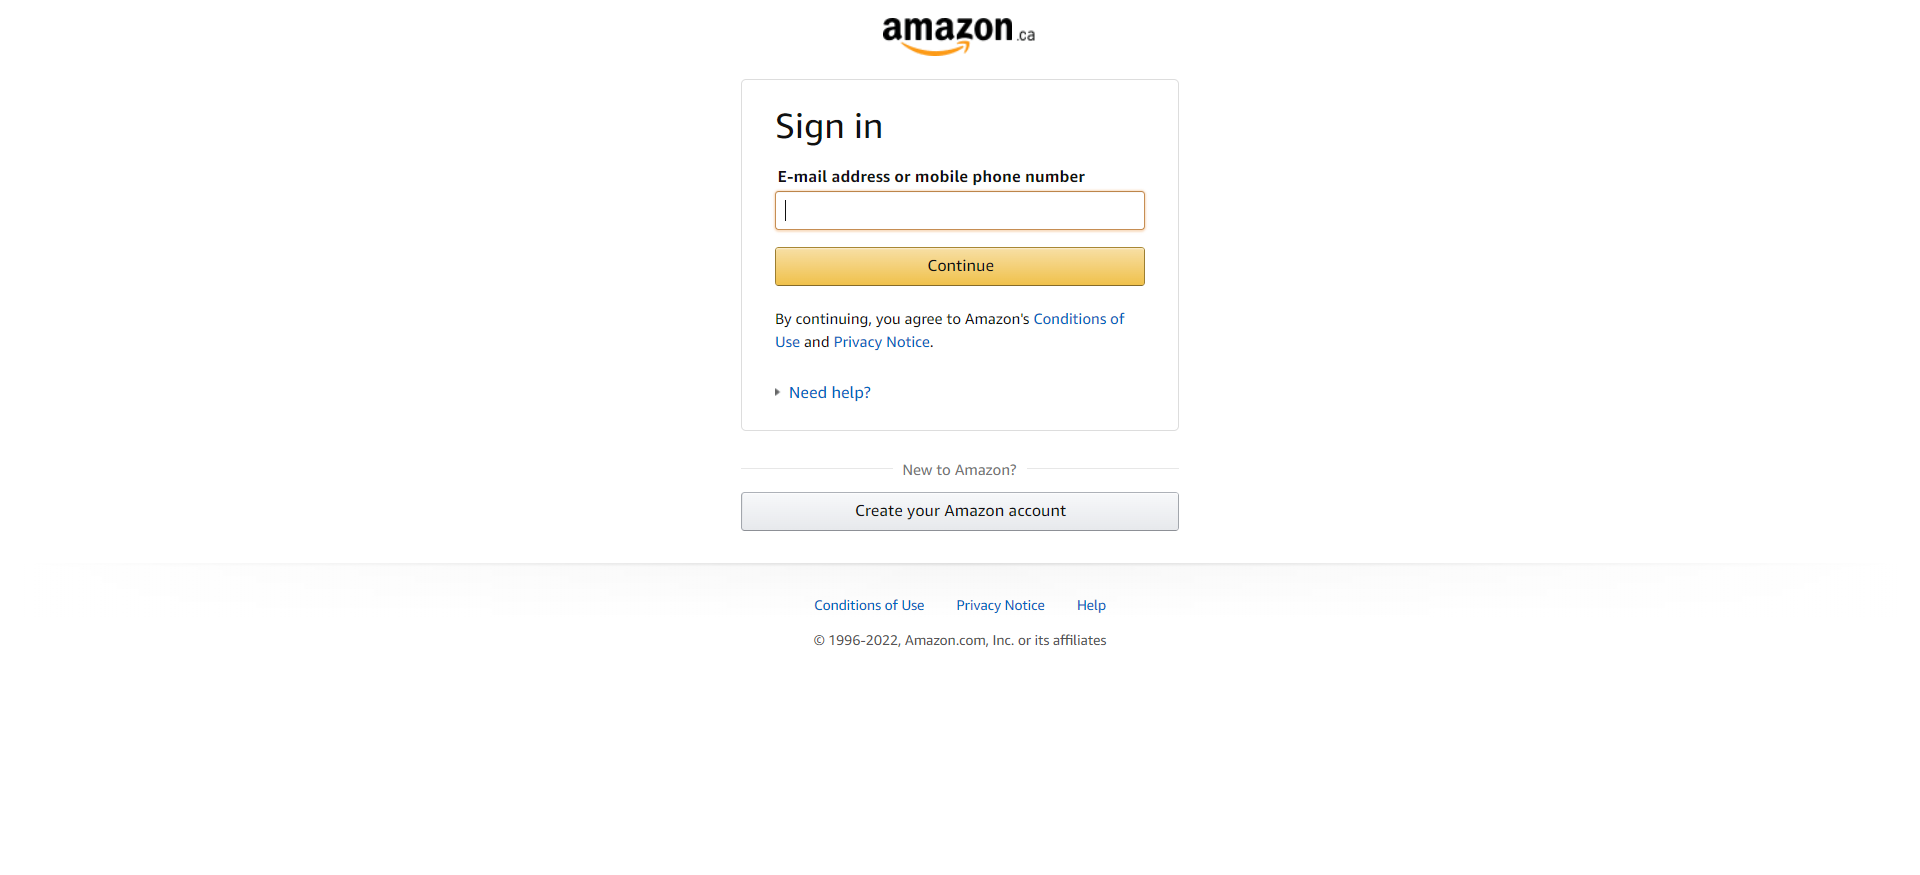 amazon.ca
Sign in
E-mail address or mobile phone number
Continue
By continuing, you agree to Amazon's Conditions of
Use and Privacy Notice.
Need help?
New to Amazon?
Create your Amazon account
Conditions of Use Privacy Notice Help
© 1996-2022, Amazon.com, Inc. or its affiliates